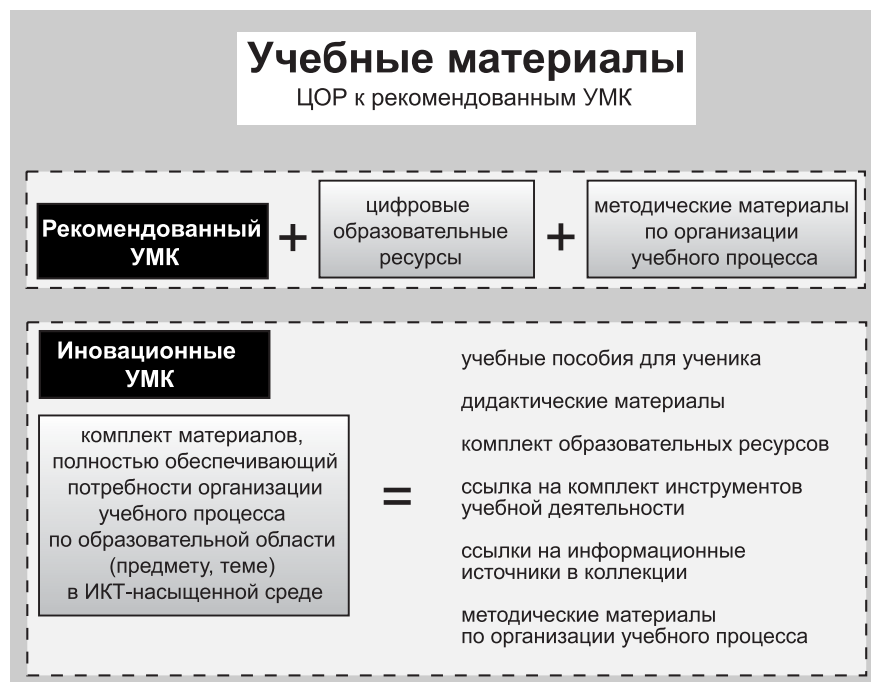 Учебные материалы
ЦОР к рекомендованным УМК
Рекомендованный
УМК
+
цифровые
образовательные
ресурсы
+
методические материалы
по организации
учебного процесса
Иновационные
УМК
комплект материалов,
полностью обеспечивающий
потребности организации
учебного процесса
по образовательной области
(предмету, теме)
в ИКТ-насыщенной среде
=
учебные пособия для ученика
дидактические материалы
комплект образовательных ресурсов
ссылка на комплект инструментов
учебной деятельности
ссылки на информационные
источники в коллекции
методические материалы
по организации учебного процесса